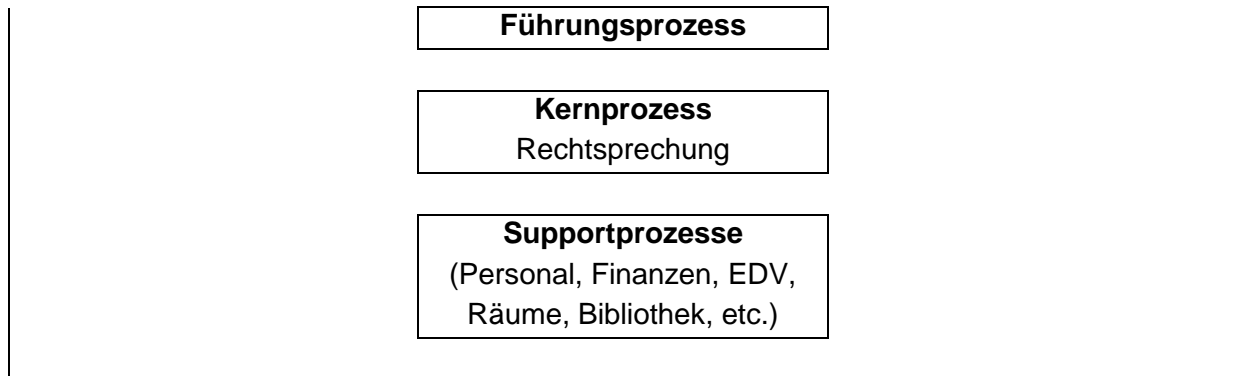 Führungsprozess
Kernprozess
Rechtsprechung
Supportprozesse
(Personal, Finanzen, EDV,
Räume, Bibliothek, etc.)